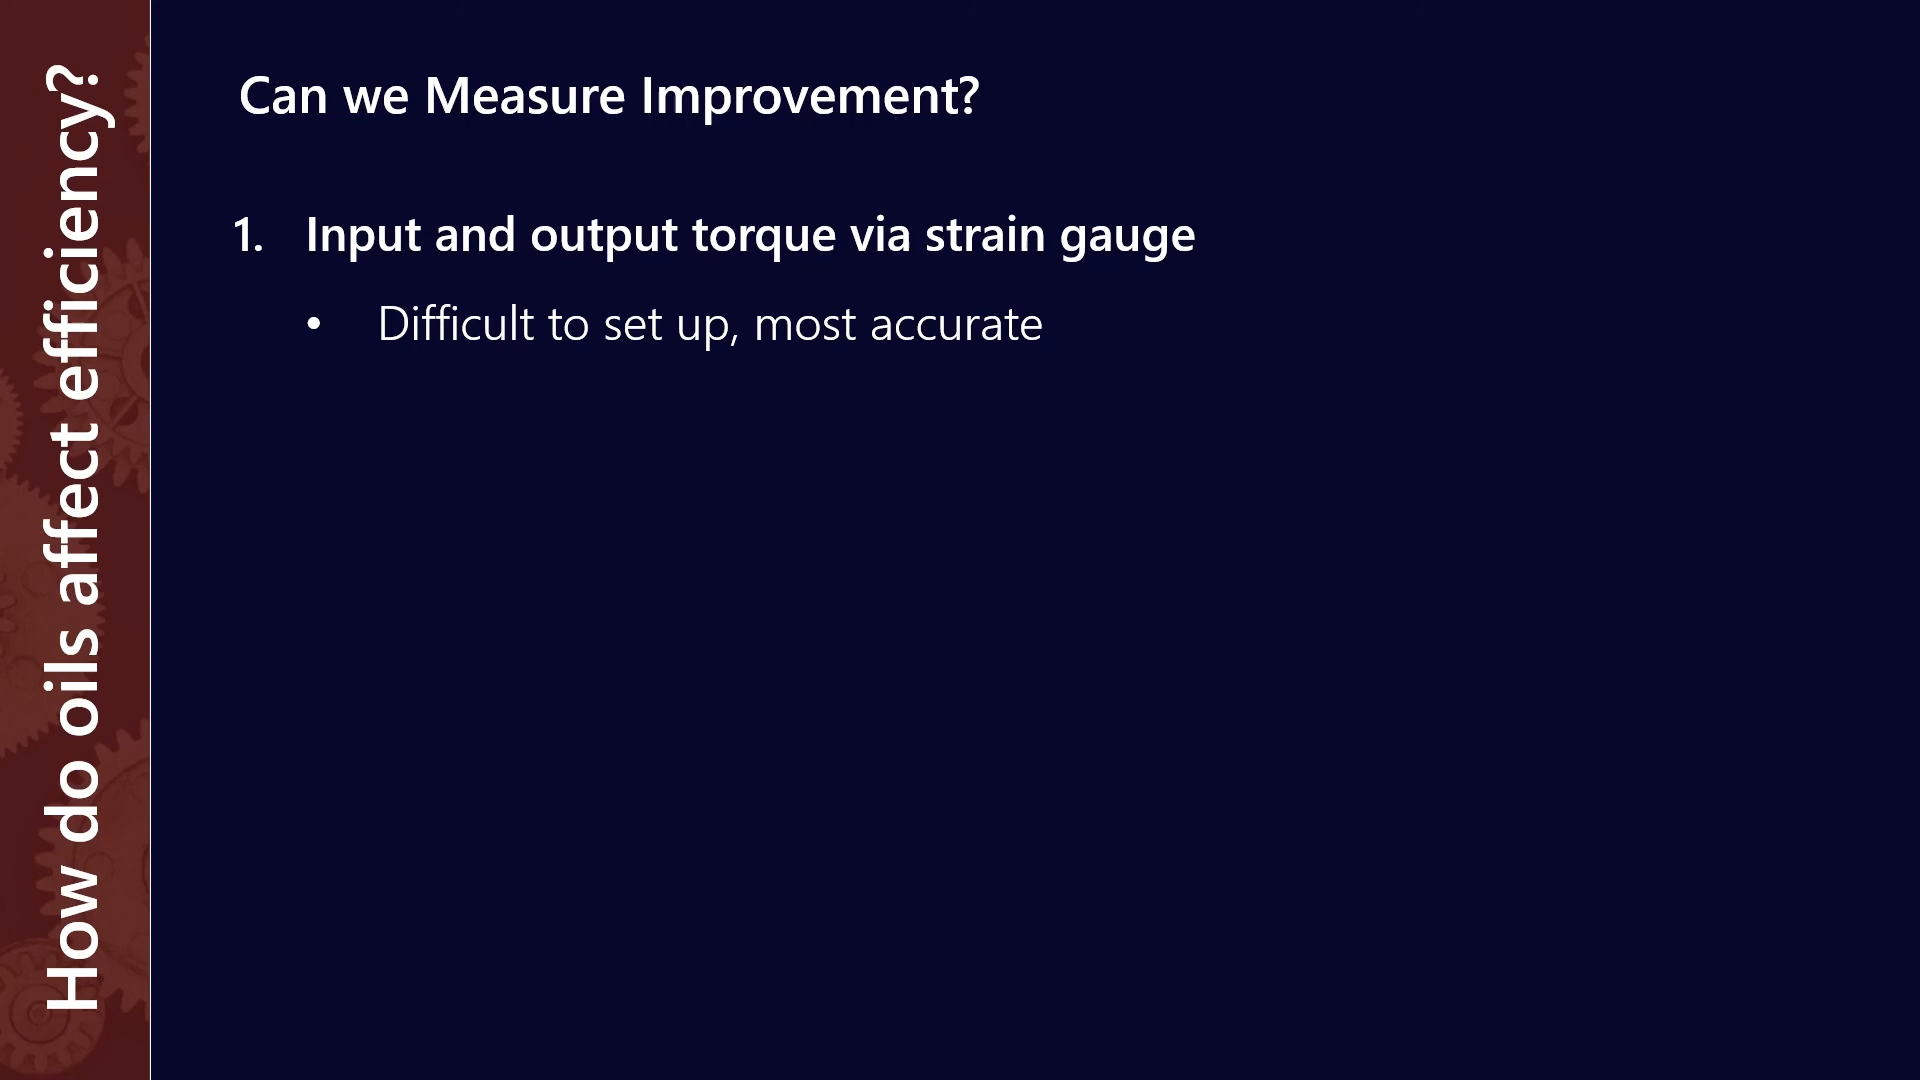 How do oils affect efficiency?
Can we Measure Improvement?
1. Input and output torque via strain gauge
• Difficult to set up, most accurate